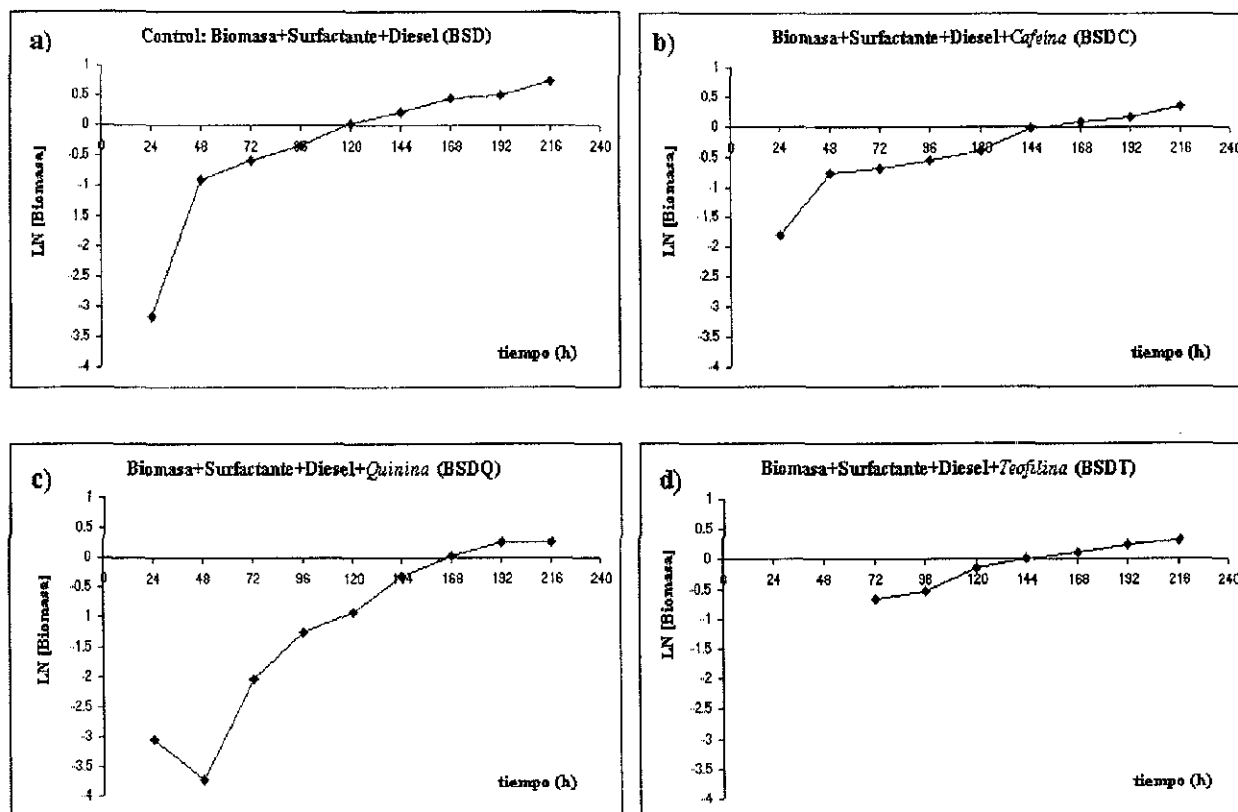 a) Control: Biomasa+Surfactante+Diesel (BSD)
1
0.5
0
-0.5
-1
-1.5
-2
-2.5
-3
-3.5
-4
24 48 72 96 120 144 168 192 216 240
LN [Biomasa]
tiempo (h)
b) Biomasa+Surfactante+Diesel+Cafeína (BSDC)
1
0.5
0
-0.5
-1
-1.5
-2
-2.5
-3
-3.5
-4
24 48 72 96 120 144 168 192 216 240
LN [Biomasa]
tiempo (h)
c) Biomasa+Surfactante+Diesel+Quinina (BSDQ)
1
0.5
0
-0.5
-1
-1.5
-2
-2.5
-3
-3.5
-4
24 48 72 96 120 144 168 192 216 240
LN [Biomasa]
tiempo (h)
d) Biomasa+Surfactante+Diesel+Teofilina (BSDT)
1
0.5
0
-0.5
-1
-1.5
-2
-2.5
-3
-3.5
-4
24 48 72 96 120 144 168 192 216 240
LN [Biomasa]
tiempo (h)